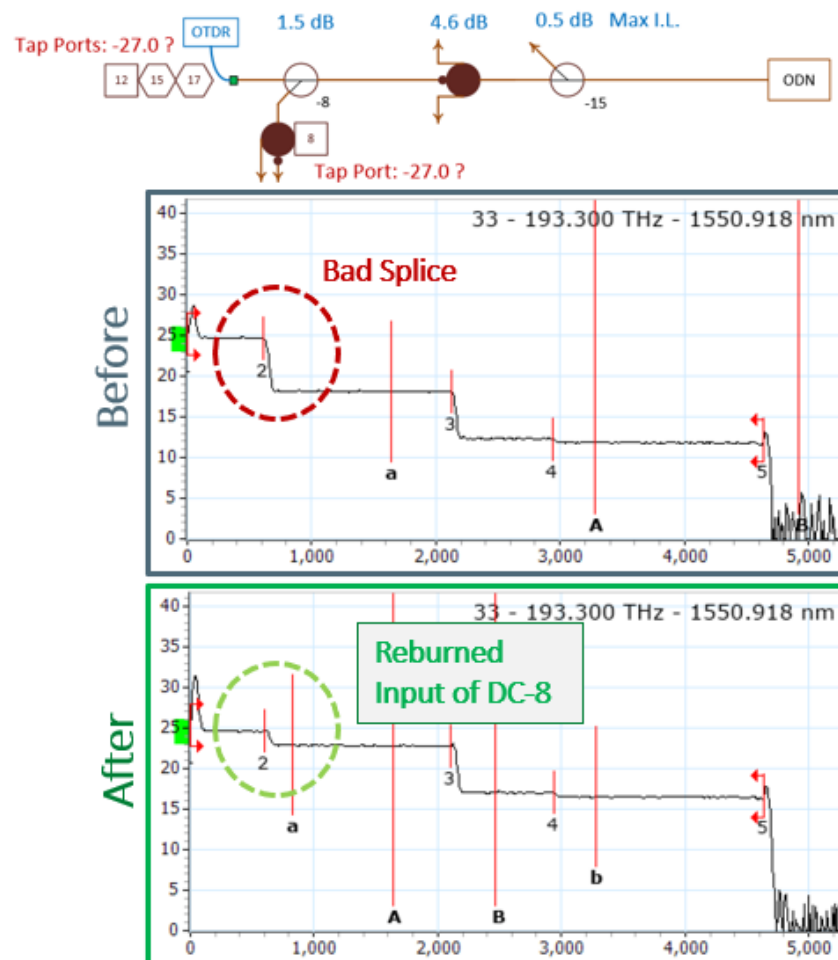 1.5 dB 4.6 dB 0.5 dB Max I.L.
OTDR
Tap Ports: -27.0 ?
12 15 17
ODN
-8 -15
8
Tap Port: -27.0 ?
Before
40
35
30
25
20
15
10
5
0
33 - 193.300 THz - 1550.918 nm
Bad Splice
2
3
a
4
5
A
B
0 1,000 2,000 3,000 4,000 5,000
After
40
35
30
25
20
15
10
5
0
33 - 193.300 THz - 1550.918 nm
Reburned
Input of DC-8
2
3
a
4
5
b
A
B
0 1,000 2,000 3,000 4,000 5,000